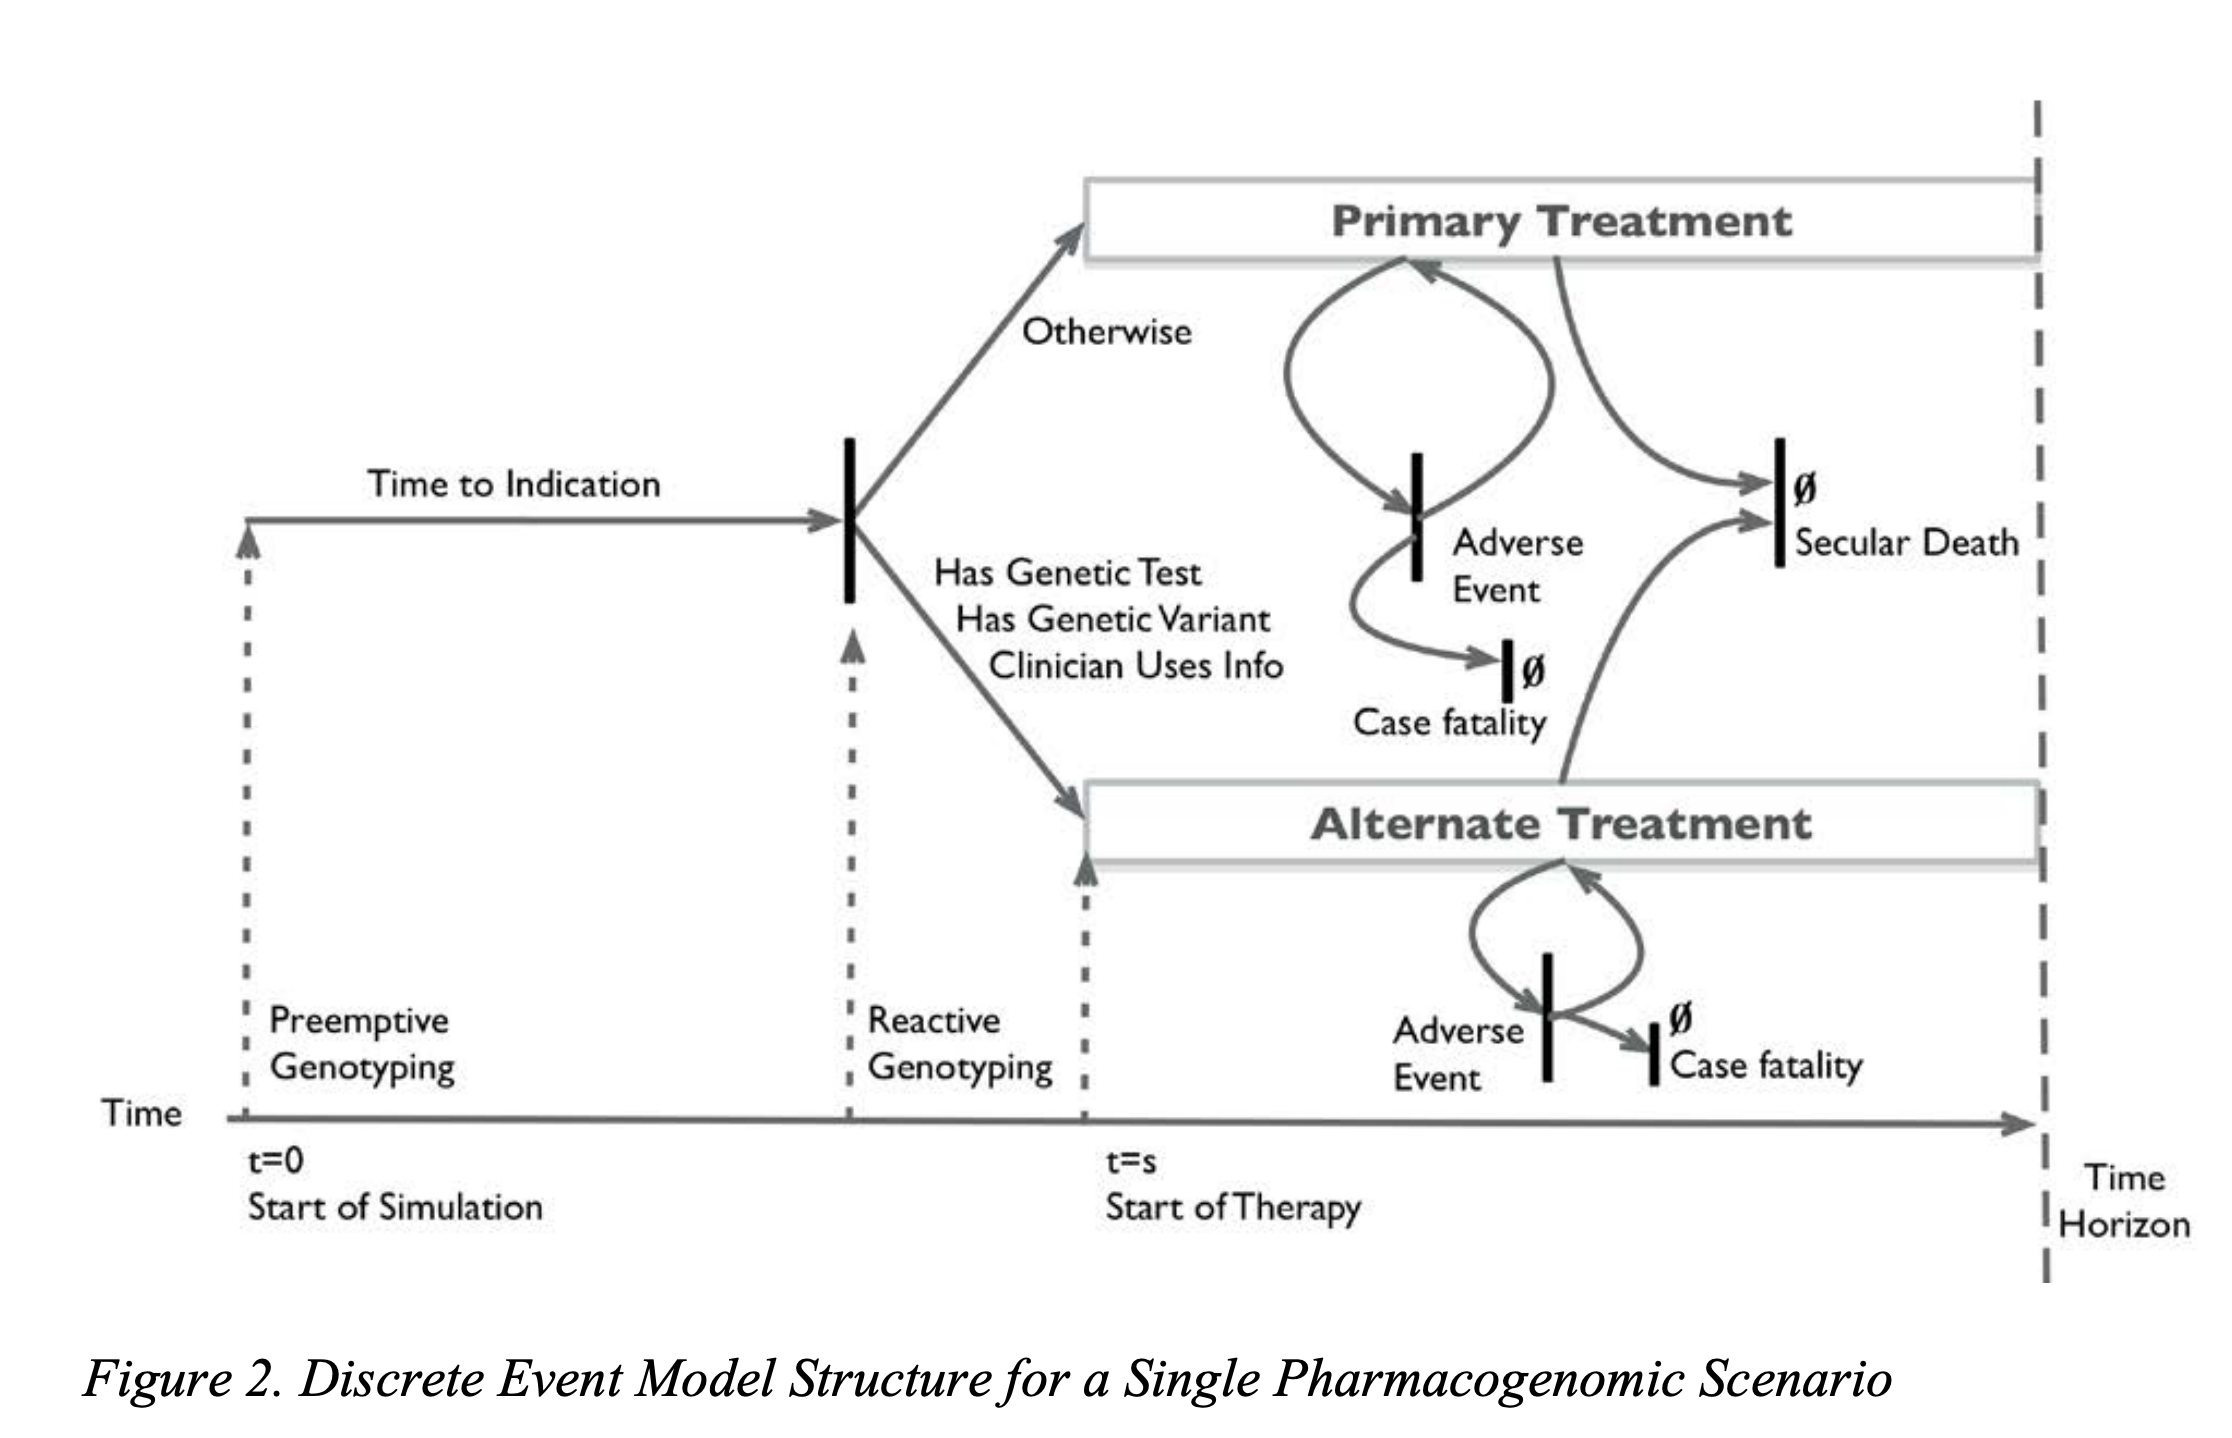 Primary Treatment
Otherwise
Time to Indication
Has Genetic Test
Has Genetic Variant
Clinician Uses Info
Adverse
Event
Ø
Secular Death
Ø
Case fatality
Alternate Treatment
Preemptive
Genotyping
Reactive
Genotyping
Adverse
Event
Ø
Case fatality
Time
t=0
Start of Simulation
t=s
Start of Therapy
Time
Horizon
Figure 2. Discrete Event Model Structure for a Single Pharmacogenomic Scenario